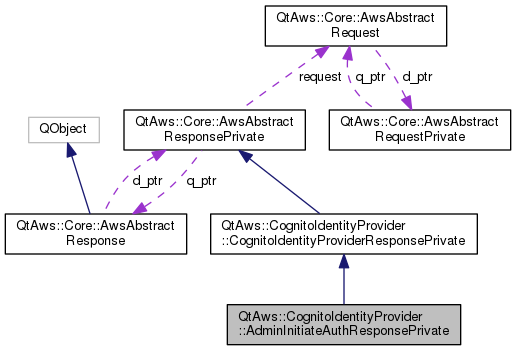 QtAws::Core::AwsAbstract
Request
request
q_ptr
d_ptr
QObject
QtAws::Core::AwsAbstract
ResponsePrivate
QtAws::Core::AwsAbstract
RequestPrivate
d_ptr
q_ptr
QtAws::Core::AwsAbstract
Response
QtAws::CognitoIdentityProvider
::CognitoIdentityProviderResponsePrivate
QtAws::CognitoIdentityProvider
::AdminInitiateAuthResponsePrivate